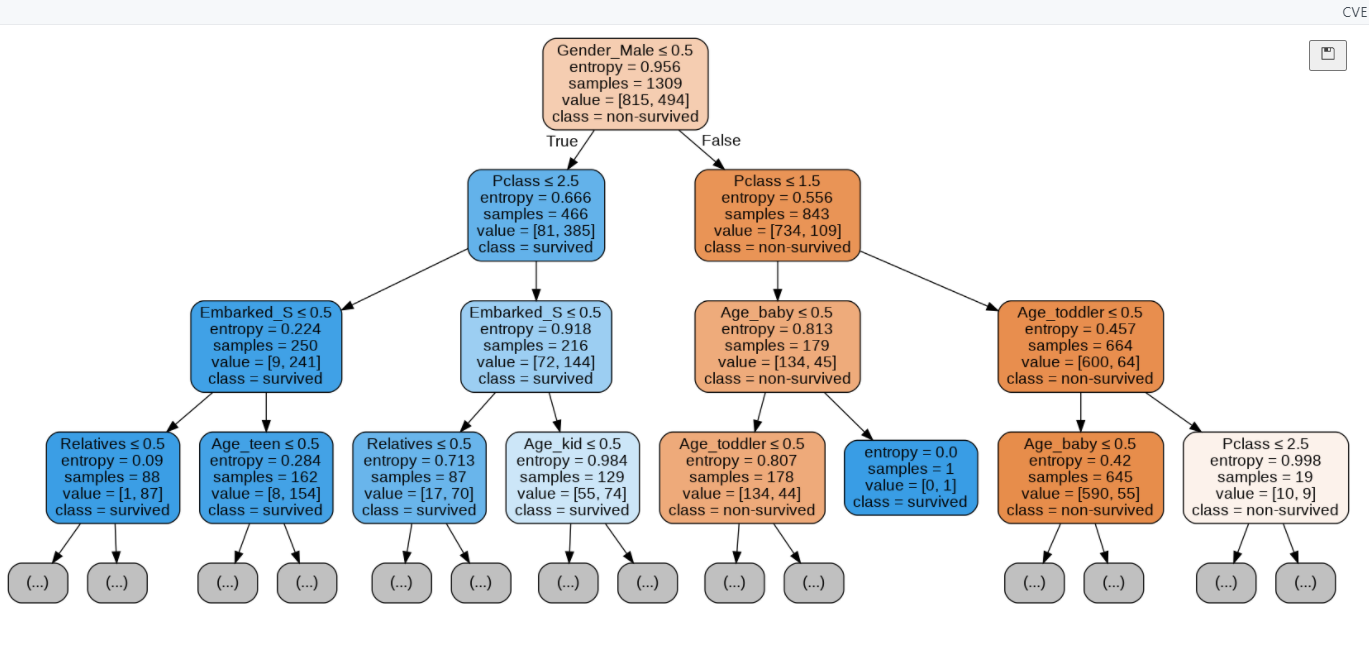 CVE
Gender_Male ≤ 0.5
entropy = 0.956
samples = 1309
value = [815, 494]
class = non-survived
True
False
Pclass ≤ 2.5
entropy = 0.666
samples = 466
value = [81, 385]
class = survived
Pclass ≤ 1.5
entropy = 0.556
samples = 843
value = [734, 109]
class = non-survived
Embarked_S ≤ 0.5
entropy = 0.224
samples = 250
value = [9, 241]
class = survived
Embarked_S ≤ 0.5
entropy = 0.918
samples = 216
value = [72, 144]
class = survived
Age_baby ≤ 0.5
entropy = 0.813
samples = 179
value = [134, 45]
class = non-survived
Age_toddler ≤ 0.5
entropy = 0.457
samples = 664
value = [600, 64]
class = non-survived
Relatives ≤ 0.5
entropy = 0.09
samples = 88
value = [1, 87]
class = survived
Age_teen ≤ 0.5
entropy = 0.284
samples = 162
value = [8, 154]
class = survived
Relatives ≤ 0.5
entropy = 0.713
samples = 87
value = [17, 70]
class = survived
Age_kid ≤ 0.5
entropy = 0.984
samples = 129
value = [55, 74]
class = survived
Age_toddler ≤ 0.5
entropy = 0.807
samples = 178
value = [134, 44]
class = non-survived
entropy = 0.0
samples = 1
value = [0, 1]
class = survived
Age_baby ≤ 0.5
entropy = 0.42
samples = 645
value = [590, 55]
class = non-survived
Pclass ≤ 2.5
entropy = 0.998
samples = 19
value = [10, 9]
class = non-survived
(...)
(...)
(...)
(...)
(...)
(...)
(...)
(...)
(...)
(...)
(...)
(...)
(...)
(...)